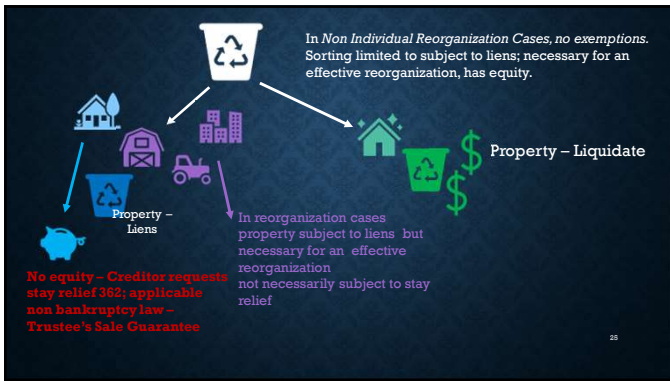 In Non Individual Reorganization Cases, no exemptions.
Sorting limited to subject to liens; necessary for an
effective reorganization, has equity.
Property – Liquidate
Property –
Liens
In reorganization cases
property subject to liens but
necessary for an effective
reorganization
not necessarily subject to stay
relief
No equity – Creditor requests
stay relief 362; applicable
non bankruptcy law –
Trustee's Sale Guarantee
25